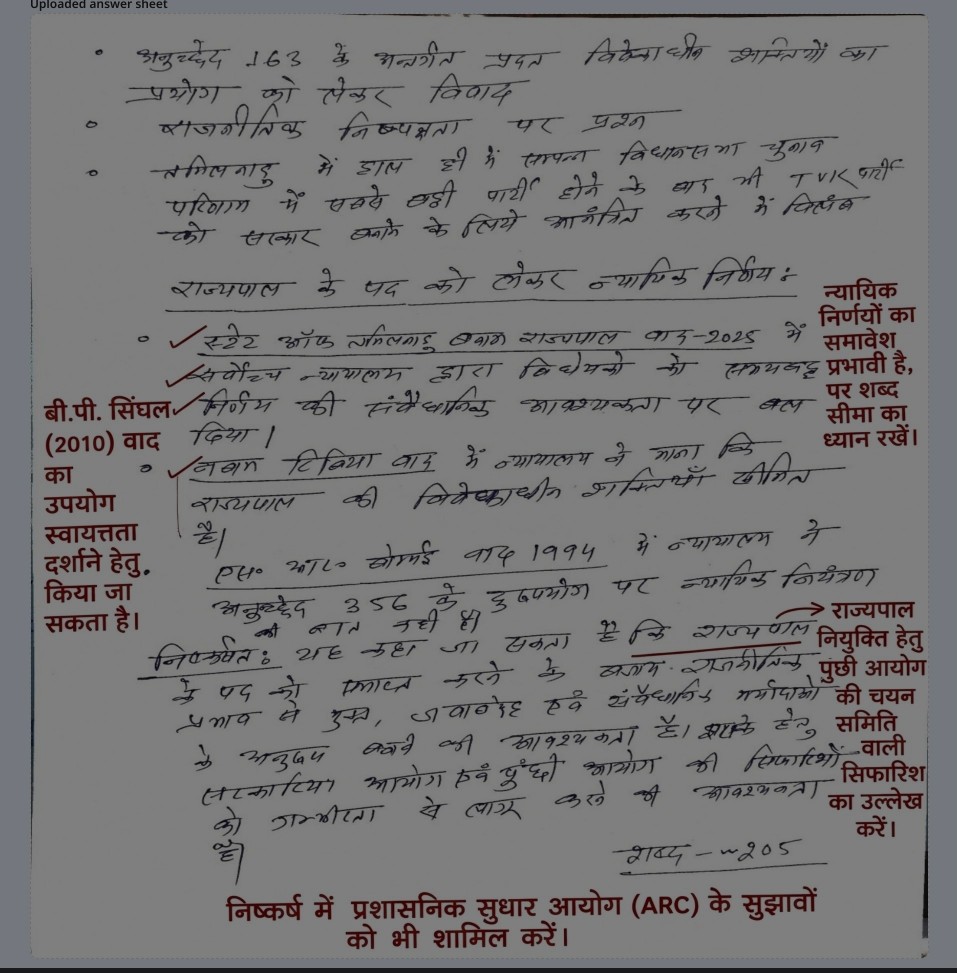 Uploaded answer sheet
• अनुच्छेद 163 के अन्तर्गत प्रदत्त विवेकाधीन शक्तियों का
प्रयोग को लेकर विवाद
० राजनीतिक निष्पक्षता पर प्रश्न
० तमिलनाडु में हाल ही में सम्पन्न विधानसभा चुनाव
परिणाम में सबसे बड़ी पार्टी होने के बाद भी TVK पार्टी
को सरकार बनाने के लिये आमंत्रित करने में विलंब
राज्यपाल के पद को लेकर न्यायिक निर्णय :
० स्टेट ऑफ तमिलनाडु बनाम राज्यपाल वाद-2025 में
सर्वोच्च न्यायालय द्वारा विधेयकों को समयबद्ध
निर्णय की संवैधानिक आवश्यकता पर बल
दिया।
० नबाम टिबिया वाद में न्यायालय ने माना कि
राज्यपाल की विवेकाधीन शक्तियाँ सीमित
है।
एस० आर० बोम्मई वाद 1994 में न्यायालय ने
अनुच्छेद 356 के दुरुपयोग पर न्यायिक नियंत्रण
की बात कही है।
निष्कर्षत: यह कहा जा सकता है कि राज्यपाल
के पद को समाप्त करने के बजाय राजनीतिक
प्रभाव से मुक्त, जवाबदेह एवं संवैधानिक मर्यादाओं
के अनुरूप बनाने की आवश्यकता है। इसके हेतु
सरकारिया आयोग एवं पुंछी आयोग की सिफारिशों
को गम्भीरता से लागू करने की आवश्यकता
है।
शब्द - ~205
न्यायिक
निर्णयों का
समावेश
प्रभावी है,
पर शब्द
सीमा का
ध्यान रखें।
बी.पी. सिंघल
(2010) वाद
का
उपयोग
स्वायत्तता
दर्शाने हेतु
किया जा
सकता है।
राज्यपाल
नियुक्ति हेतु
पुंछी आयोग
की चयन
समिति
वाली
सिफारिश
का उल्लेख
करें।
निष्कर्ष में प्रशासनिक सुधार आयोग (ARC) के सुझावों
को भी शामिल करें।